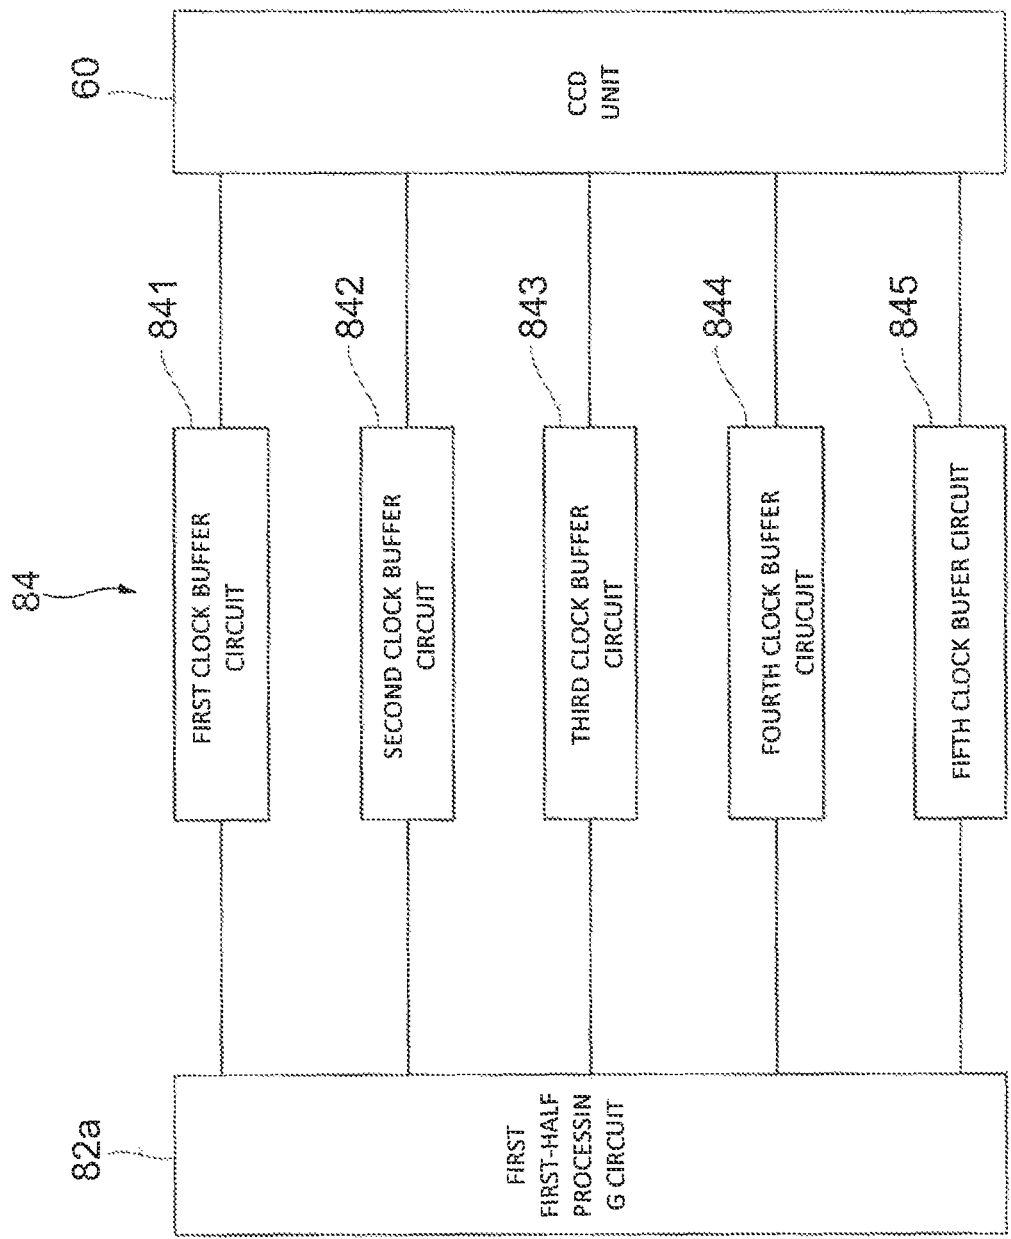 84
82a
FIRST
FIRST-HALF
PROCESSIN
G CIRCUIT
841
FIRST CLOCK BUFFER
CIRCUIT
842
SECOND CLOCK BUFFER
CIRCUIT
843
THIRD CLOCK BUFFER
CIRCUIT
844
FOURTH CLOCK BUFFER
CIRUCUIT
845
FIFTH CLOCK BUFER CIRCUIT
60
CCD
UNIT